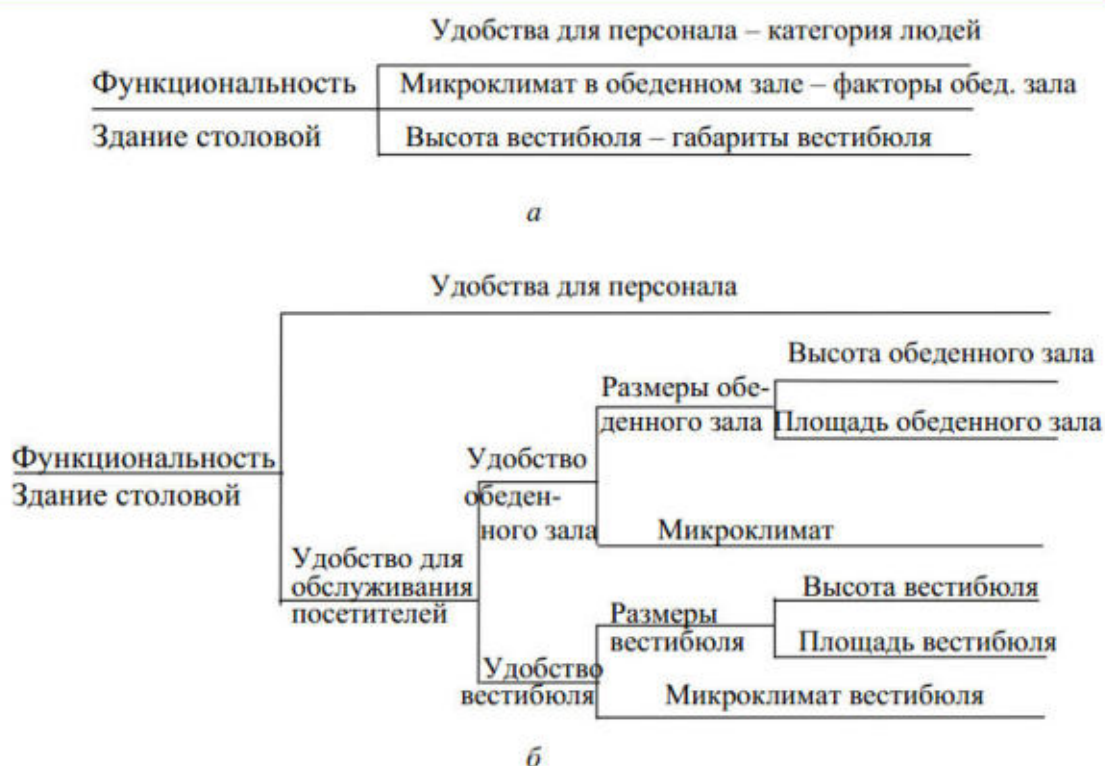 Удобства для персонала – категория людей
Функциональность
Микроклимат в обеденном зале – факторы обед. зала
Здание столовой
Высота вестибюля – габариты вестибюля
а
Удобства для персонала
Высота обеденного зала
Размеры обе-
денного зала
Площадь обеденного зала
Функциональность
Здание столовой
Удобство
обеден-
ного зала
Микроклимат
Удобство для
обслуживания
посетителей
Высота вестибюля
Размеры
вестибюля
Площадь вестибюля
Удобство
вестибюля
Микроклимат вестибюля
б